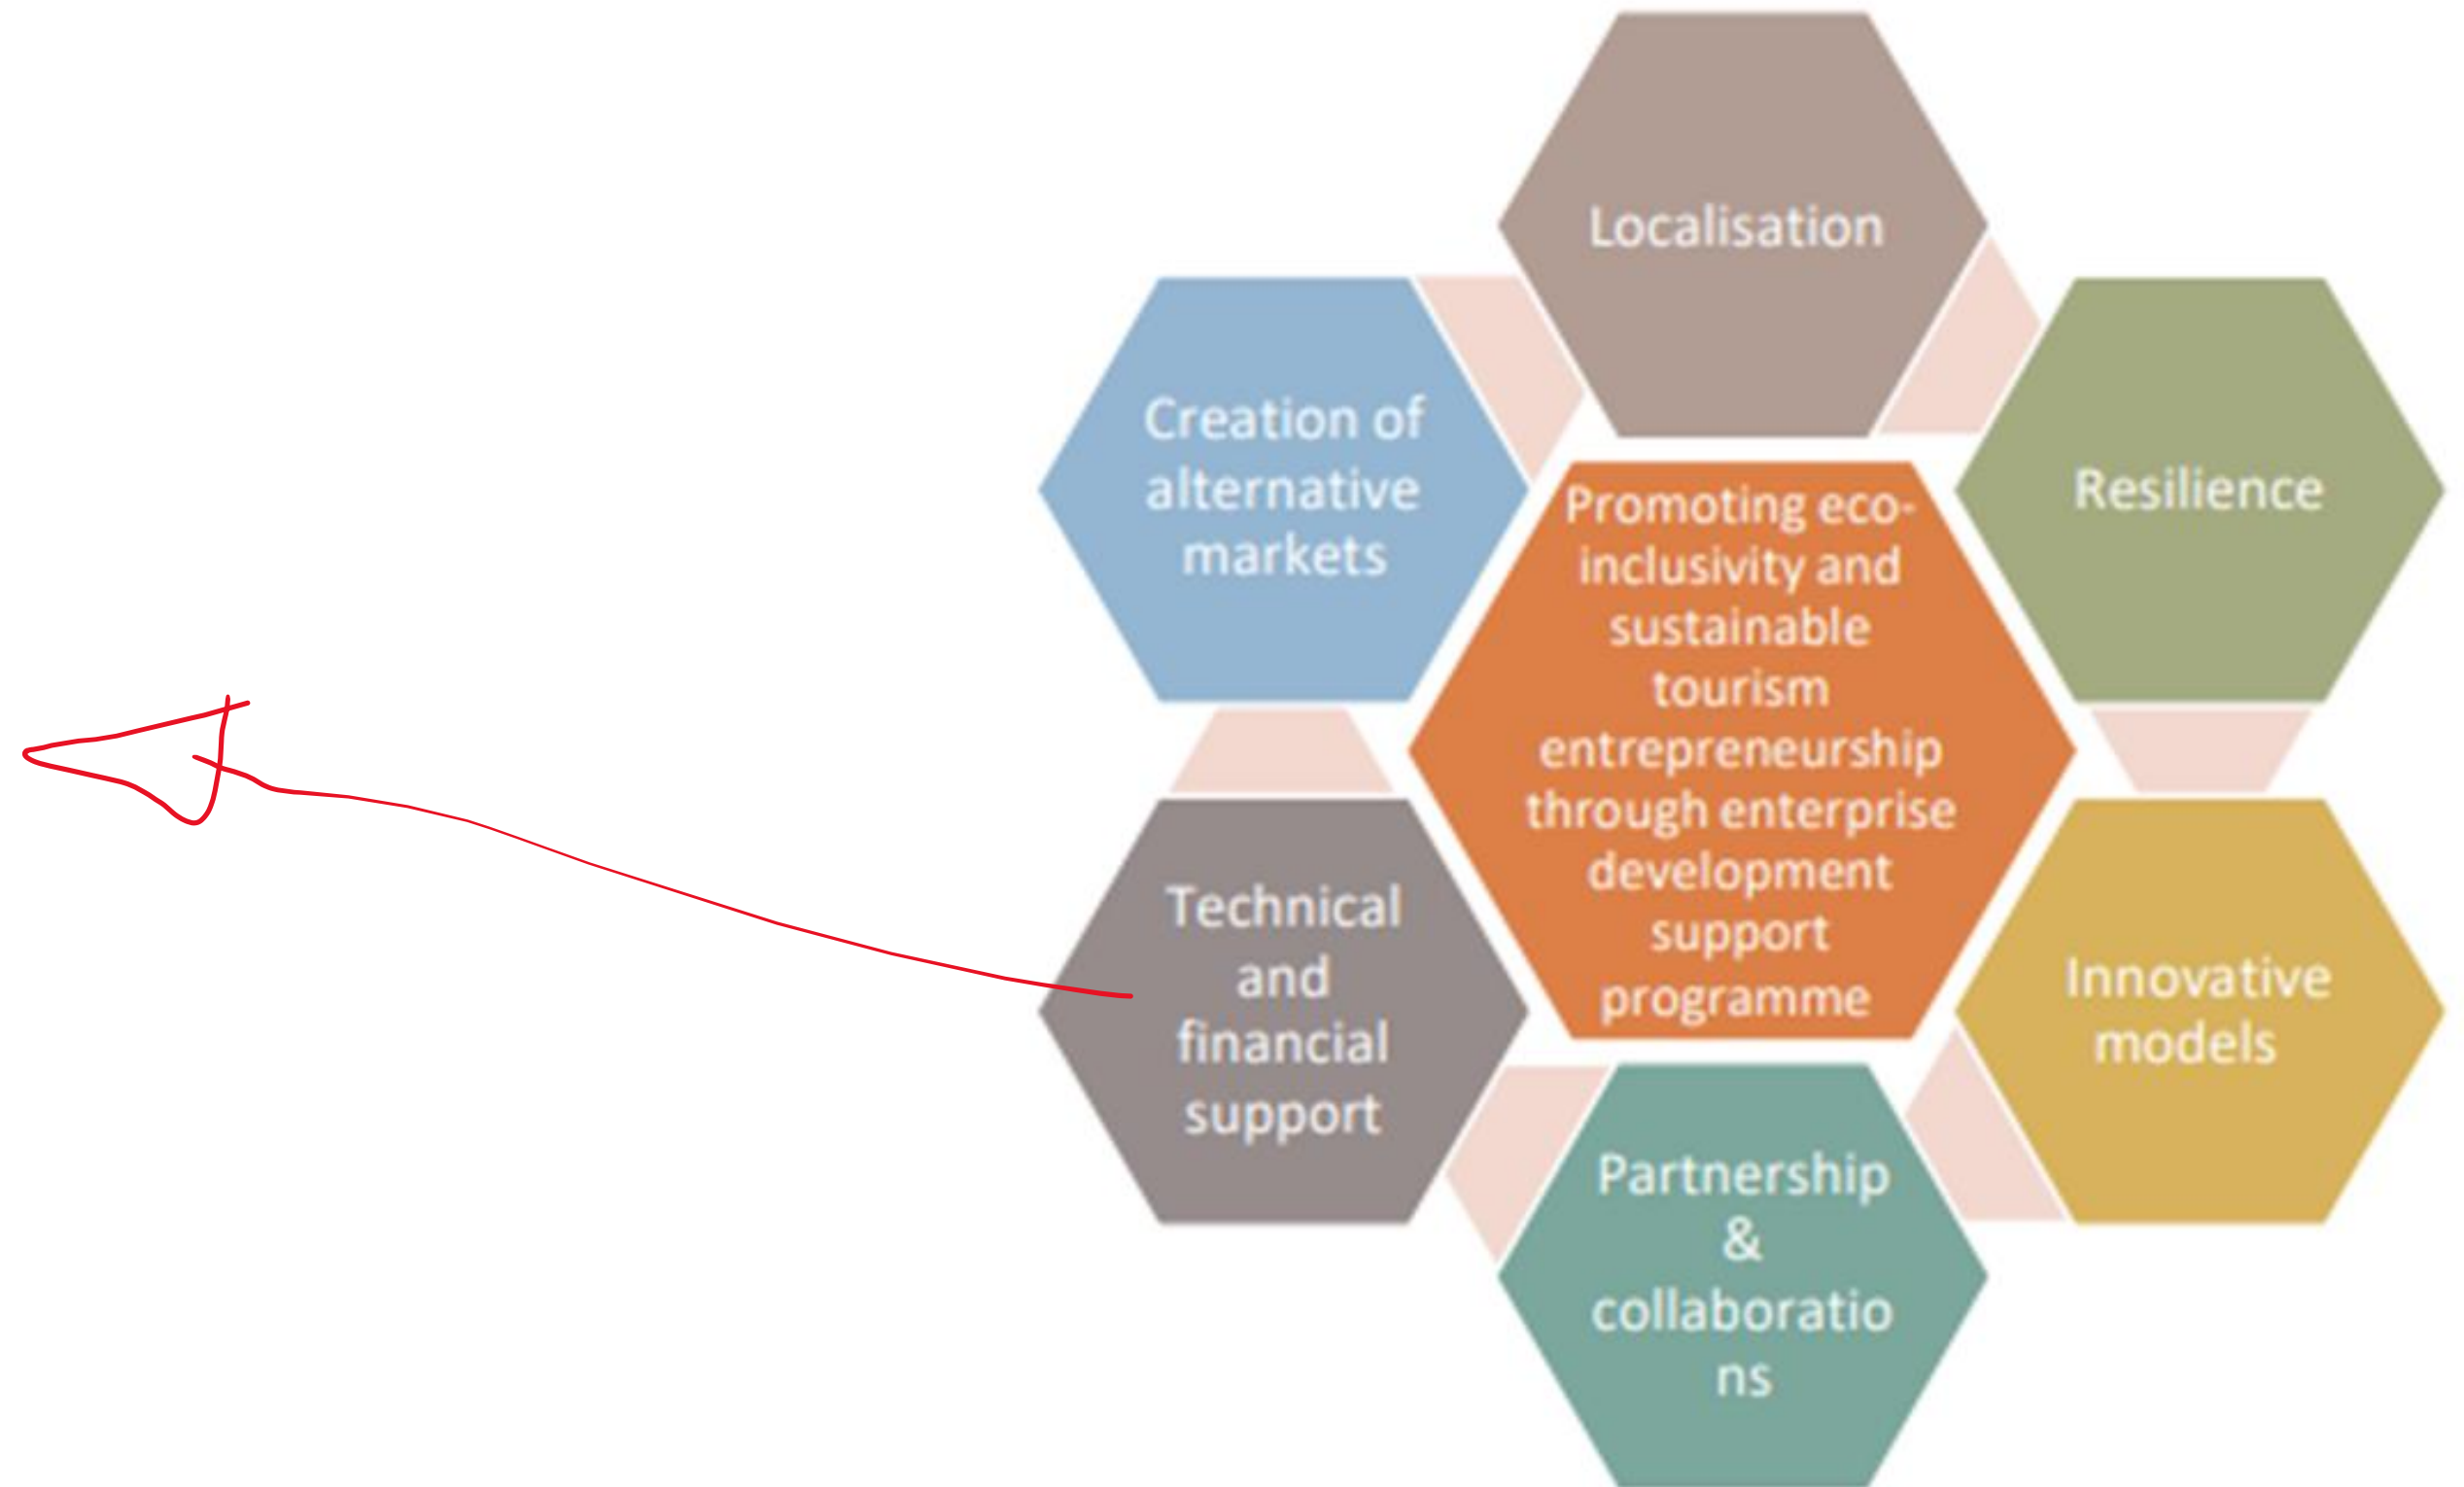 Localisation
Creation of
alternative
markets
Resilience
Promoting eco-
inclusivity and
sustainable
tourism
entrepreneurship
through enterprise
development
support
programme
Technical
and
financial
support
Innovative
models
Partnership
&
collaboratio
ns